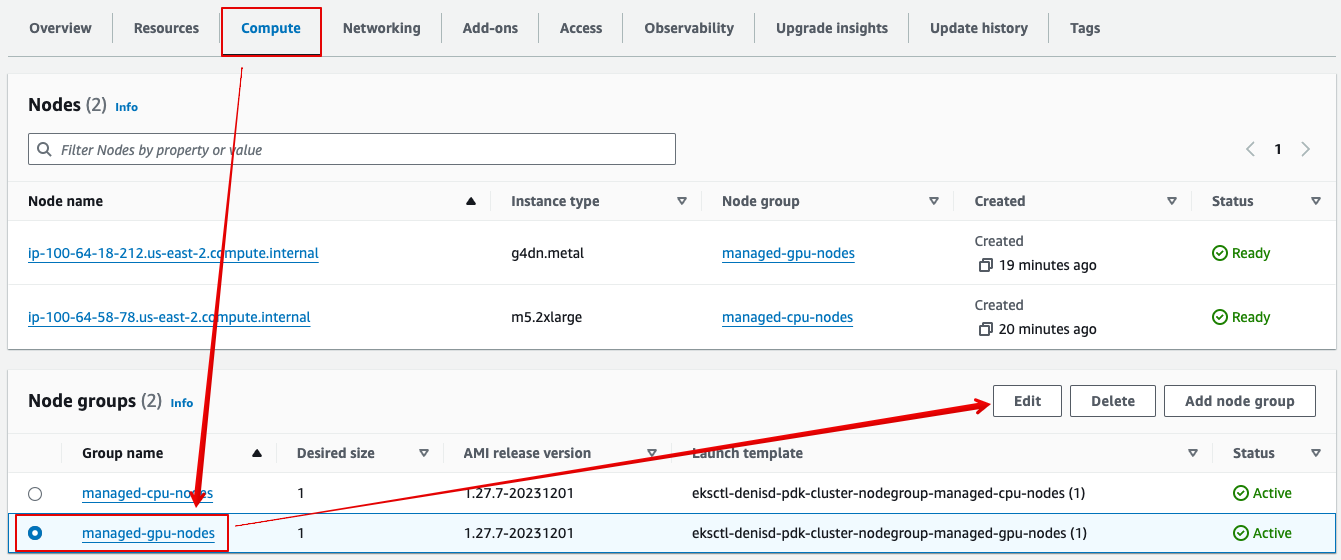 Overview Resources Compute Networking Add-ons Access Observability Upgrade insights Update history Tags
Nodes (2) Info
Filter Nodes by property or value
1
Node name Instance type Node group Created Status
ip-100-64-18-212.us-east-2.compute.internal g4dn.metal managed-gpu-nodes Created 19 minutes ago Ready
ip-100-64-58-78.us-east-2.compute.internal m5.2xlarge managed-cpu-nodes Created 20 minutes ago Ready
Node groups (2) Info Edit Delete Add node group
Group name Desired size AMI release version Launch template Status
managed-cpu-nodes 1 1.27.7-20231201 eksctl-denisd-pdk-cluster-nodegroup-managed-cpu-nodes (1) Active
managed-gpu-nodes 1 1.27.7-20231201 eksctl-denisd-pdk-cluster-nodegroup-managed-gpu-nodes (1) Active